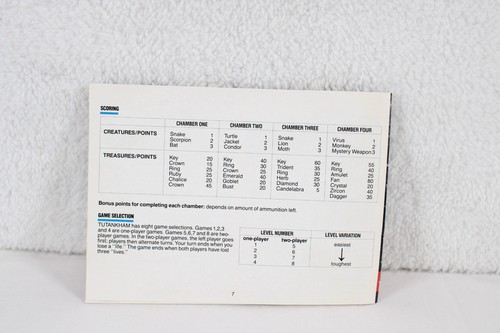 SCORING
CHAMBER ONE CHAMBER TWO CHAMBER THREE CHAMBER FOUR
CREATURES/POINTS Snake 1 Turtle 1 Snake 1 Virus 1
Scorpion 2 Jackel 2 Lion 2 Monkey 2
Bat 3 Condor 3 Moth 3 Mystery Weapon 3
TREASURES/POINTS Key 20 Key 40 Key 60 Key 55
Crown 15 Ring 30 Trident 35 Ring 40
Ring 25 Crown 25 Ring 30 Amulet 25
Ruby 25 Emerald 40 Herb 25 Fan 80
Chalice 20 Goblet 20 Diamond 30 Crystal 20
Crown 45 Bust 20 Candelabra 5 Zircon 40
Dagger 35
Bonus points for completing each chamber: depends on amount of ammunition left.
GAME SELECTION
TUTANKHAM has eight game selections. Games 1,2,3
and 4 are one-player games. Games 5,6,7 and 8 are two-
player games. In the two-player games, the left player goes
first; players then alternate turns. Your turn ends when you
lose a "life." The game ends when both players have lost
three "lives."
LEVEL NUMBER LEVEL VARIATION
one-player two-player
1 5 easiest
2 6
3 7
4 8 toughest
7